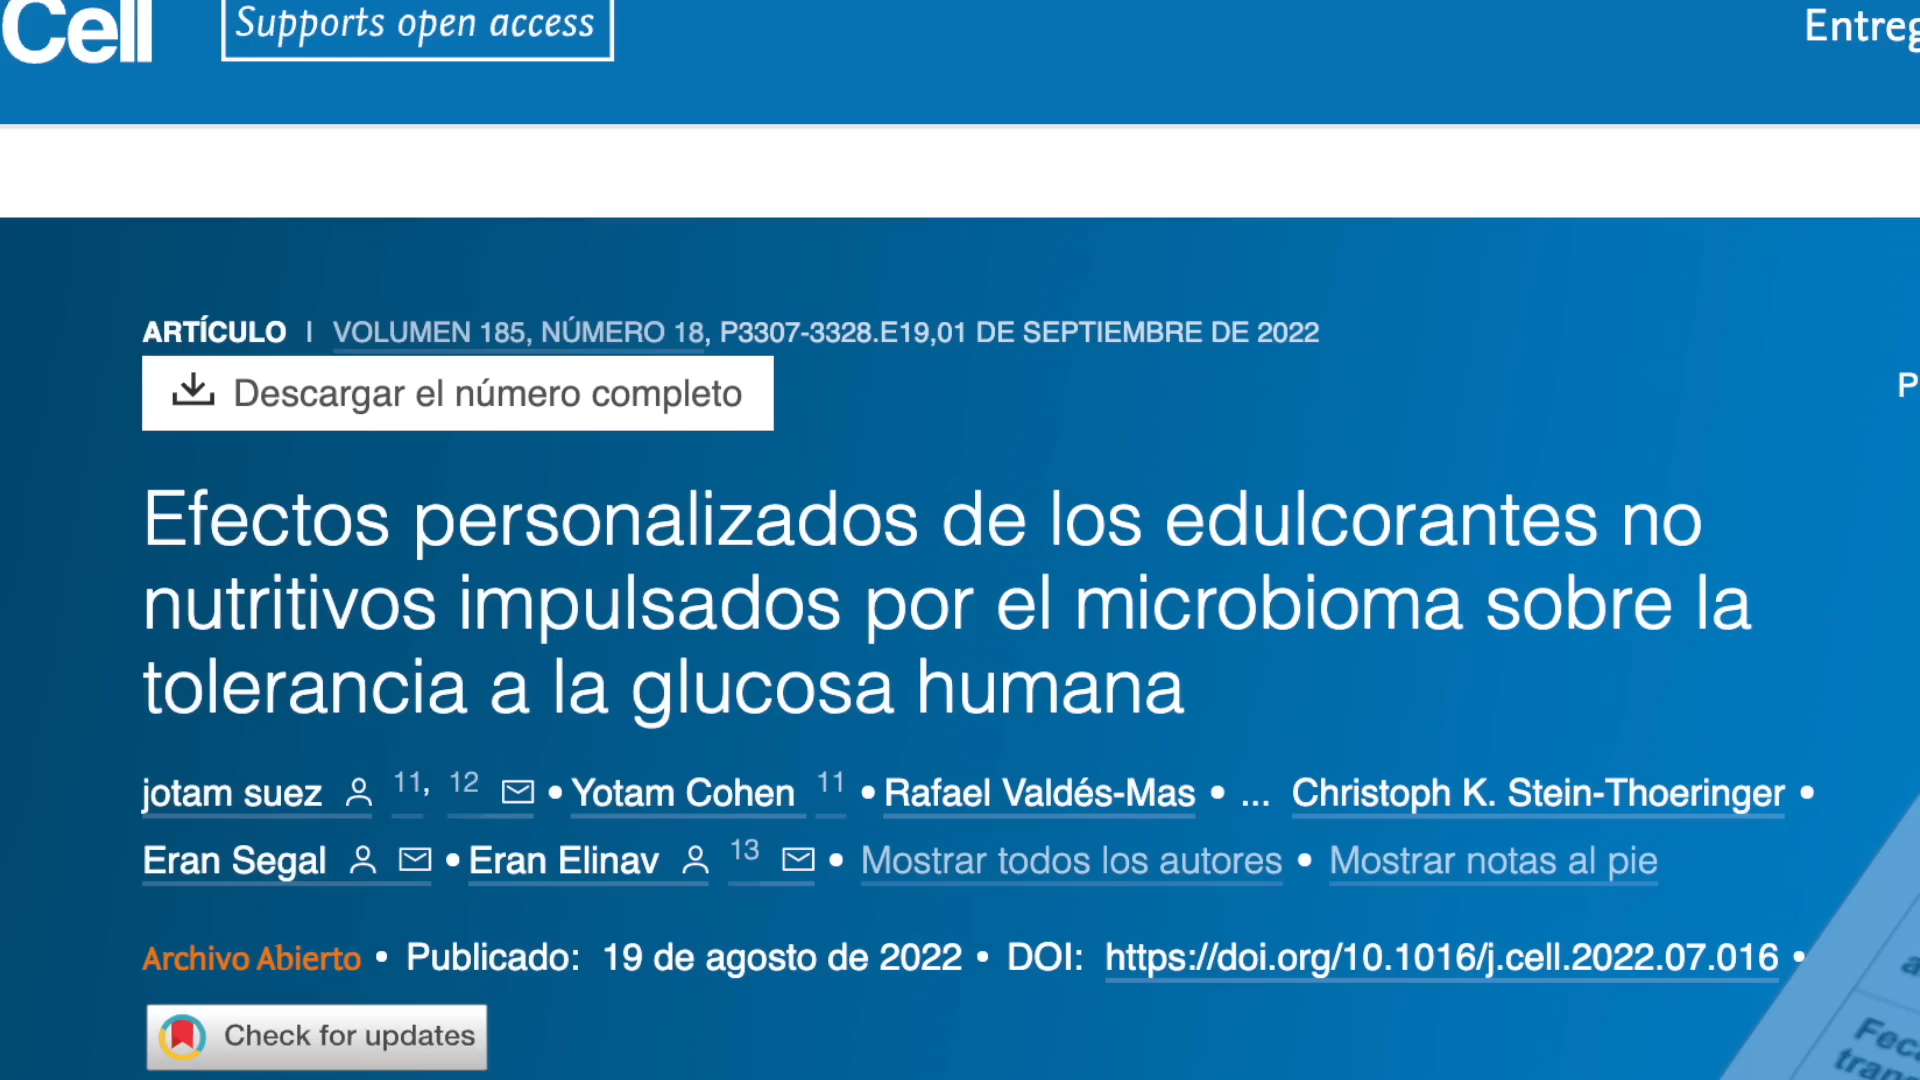 Cell
Supports open access
Entreg
ARTÍCULO | VOLUMEN 185, NÚMERO 18, P3307-3328.E19,01 DE SEPTIEMBRE DE 2022
Descargar el número completo
P
Efectos personalizados de los edulcorantes no
nutritivos impulsados por el microbioma sobre la
tolerancia a la glucosa humana
jotam suez 11, 12 • Yotam Cohen 11 • Rafael Valdés-Mas • ... Christoph K. Stein-Thoeringer •
Eran Segal • Eran Elinav 13 • Mostrar todos los autores • Mostrar notas al pie
Archivo Abierto • Publicado: 19 de agosto de 2022 • DOI: https://doi.org/10.1016/j.cell.2022.07.016 •
Check for updates
Feca
tran